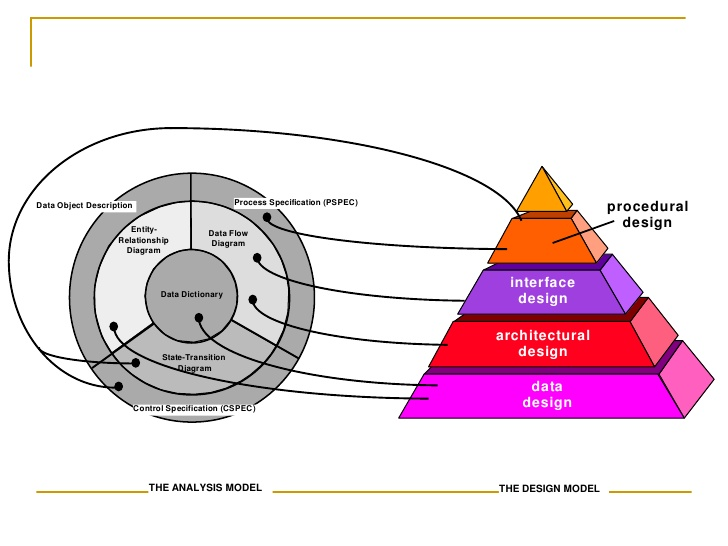 Data Object Description
Process Specification (PSPEC)
Entity-
Relationship
Diagram
Data Flow
Diagram
Data Dictionary
State-Transition
Diagram
Control Specification (CSPEC)
procedural
design
interface
design
architectural
design
data
design
THE ANALYSIS MODEL
THE DESIGN MODEL